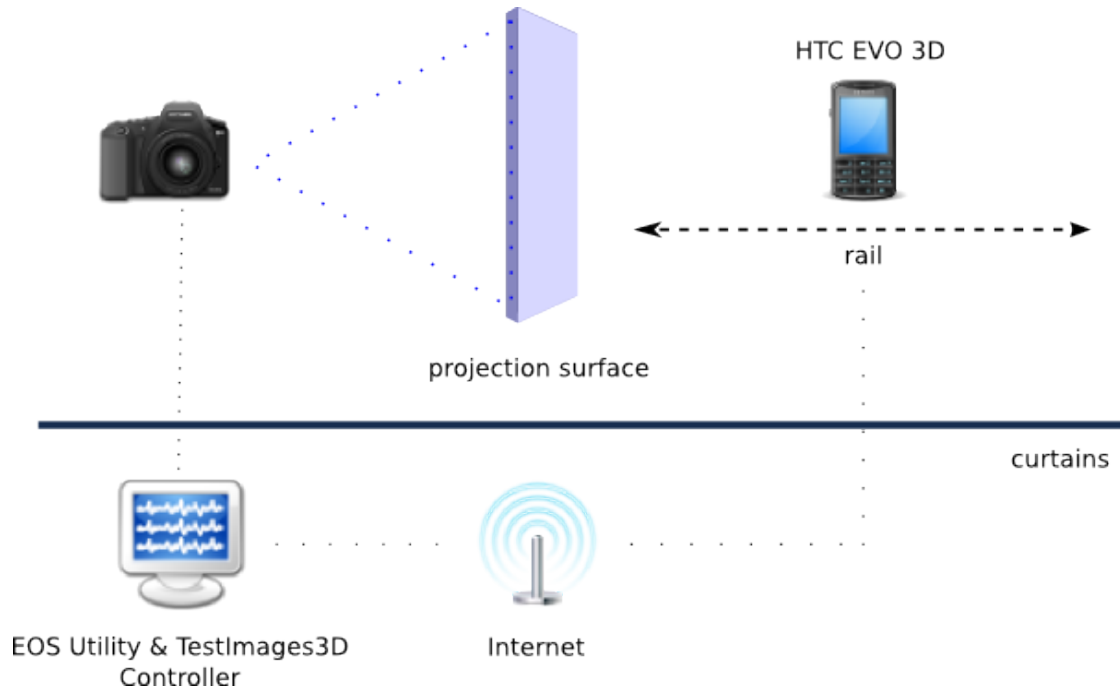 HTC EVO 3D
rail
projection surface
curtains
EOS Utility & TestImages3D
Controller
Internet